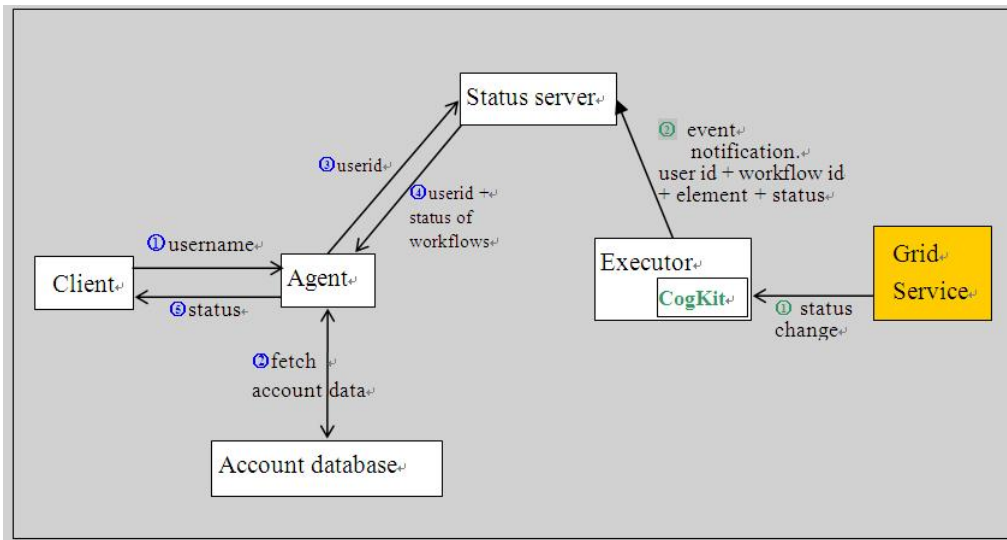 Status server
② event
notification.
user id + workflow id
+ element + status
③userid
④userid +
status of
workflows
①username
Client
Agent
⑤status
Executor
CogKit
Grid
Service
① status
change
②fetch
account data
Account database